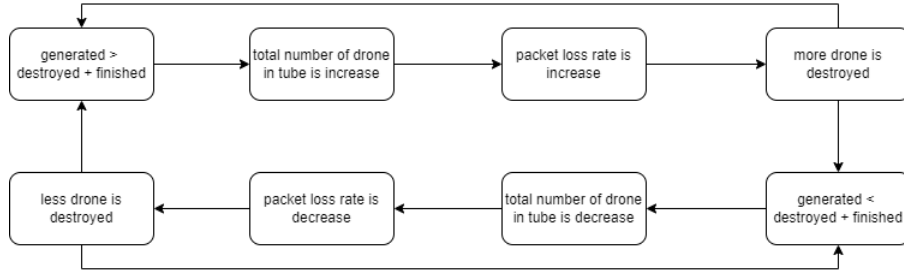 generated >
destroyed + finished
total number of drone
in tube is increase
packet loss rate is
increase
more drone is
destroyed
less drone is
destroyed
packet loss rate is
decrease
total number of drone
in tube is decrease
generated <
destroyed + finished